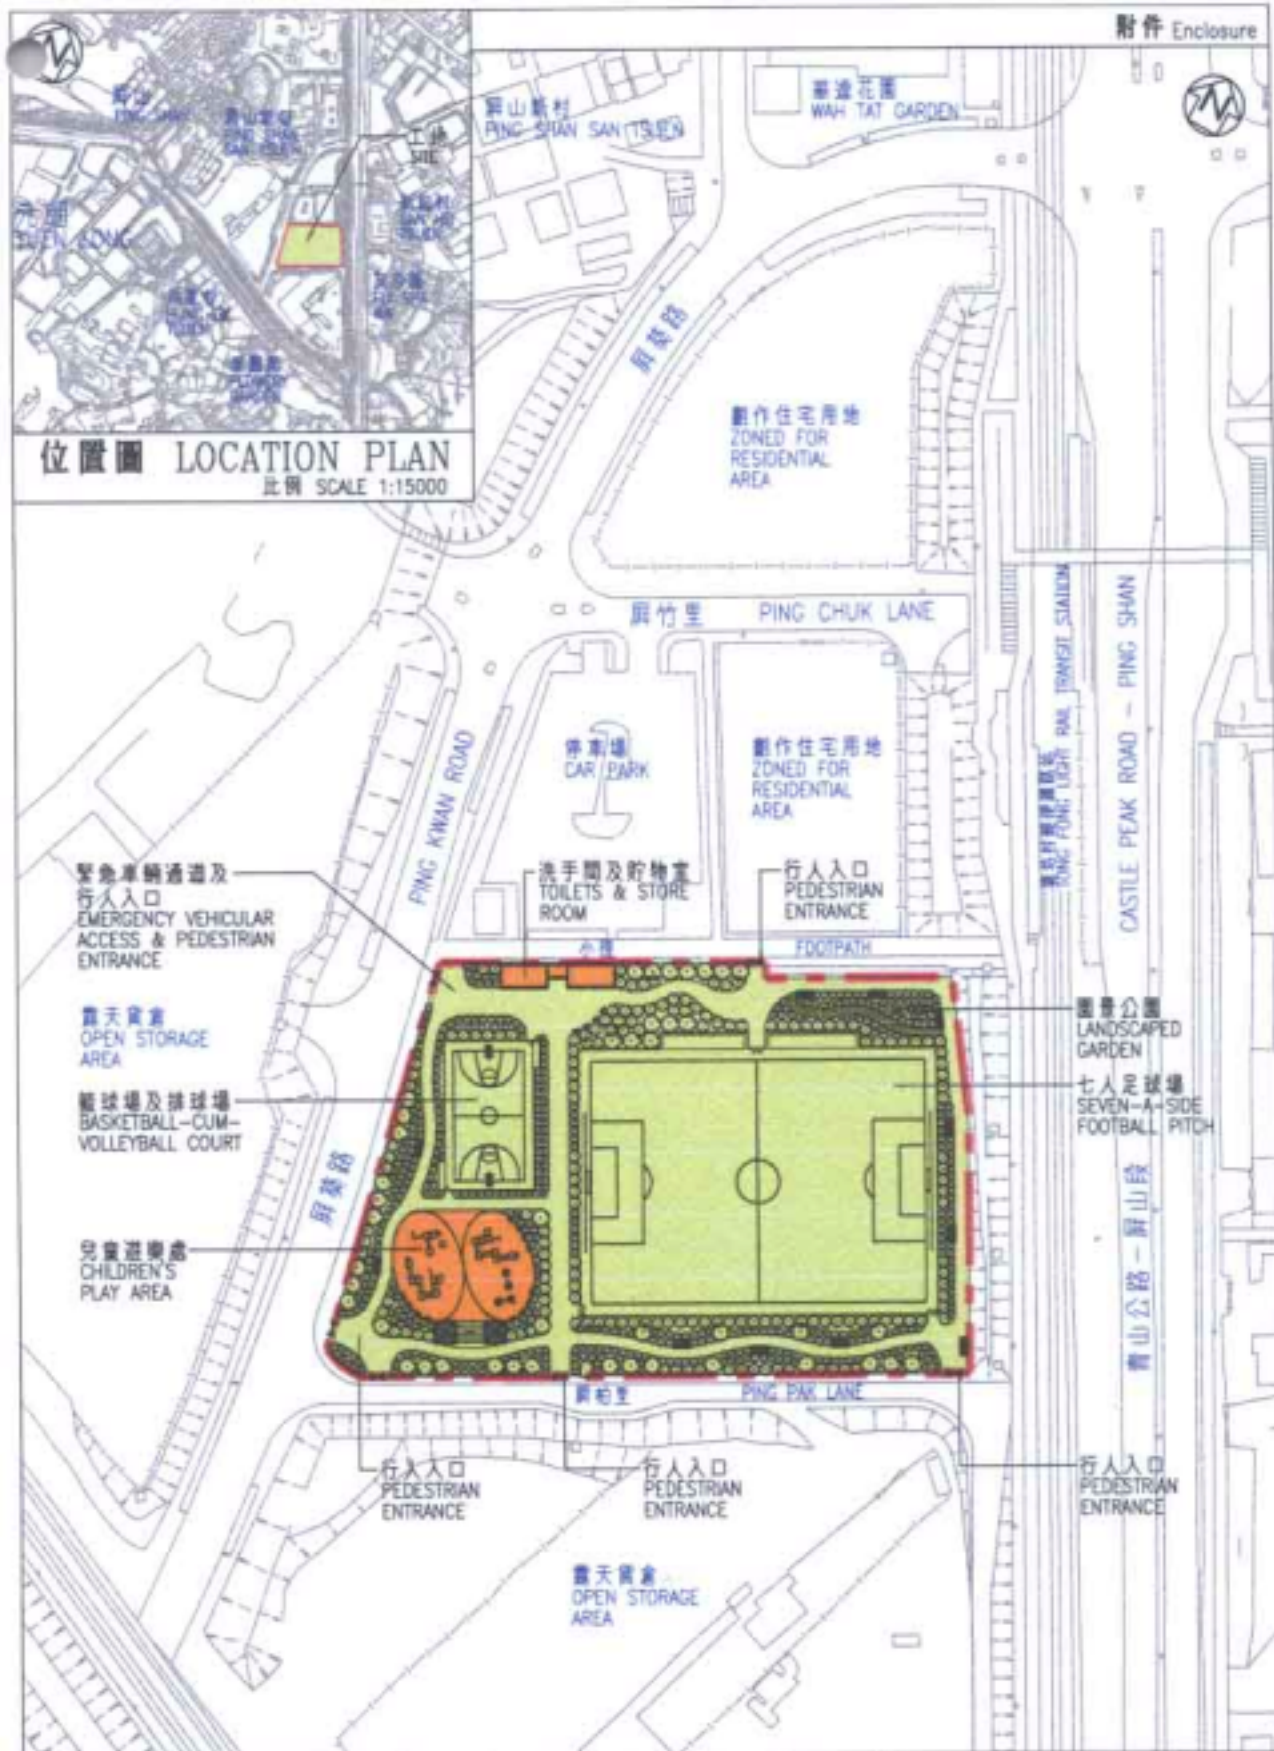 附件 Enclosure
工地
SITE
位置圖 LOCATION PLAN
比例 SCALE 1:15000
屏山新村
PING SHAN SAN TSUEN
華達花園
WAH TAT GARDEN
屏葵路
劃作住宅用地
ZONED FOR
RESIDENTIAL
AREA
屏竹里 PING CHUK LANE
PING KWAN ROAD
停車場
CAR PARK
劃作住宅用地
ZONED FOR
RESIDENTIAL
AREA
TONG FONG LIGHT RAIL TRANSIT STATION
CASTLE PEAK ROAD - PING SHAN
緊急車輛通道及
行人入口
EMERGENCY VEHICULAR
ACCESS & PEDESTRIAN
ENTRANCE
洗手間及貯物室
TOILETS & STORE
ROOM
行人入口
PEDESTRIAN
ENTRANCE
小徑
FOOTPATH
露天貨倉
OPEN STORAGE
AREA
園景公園
LANDSCAPED
GARDEN
籃球場及排球場
BASKETBALL-CUM-
VOLLEYBALL COURT
七人足球場
SEVEN-A-SIDE
FOOTBALL PITCH
屏葵路
兒童遊樂處
CHILDREN'S
PLAY AREA
青山公路 - 屏山段
屏柏里
PING PAK LANE
行人入口
PEDESTRIAN
ENTRANCE
行人入口
PEDESTRIAN
ENTRANCE
行人入口
PEDESTRIAN
ENTRANCE
露天貨倉
OPEN STORAGE
AREA